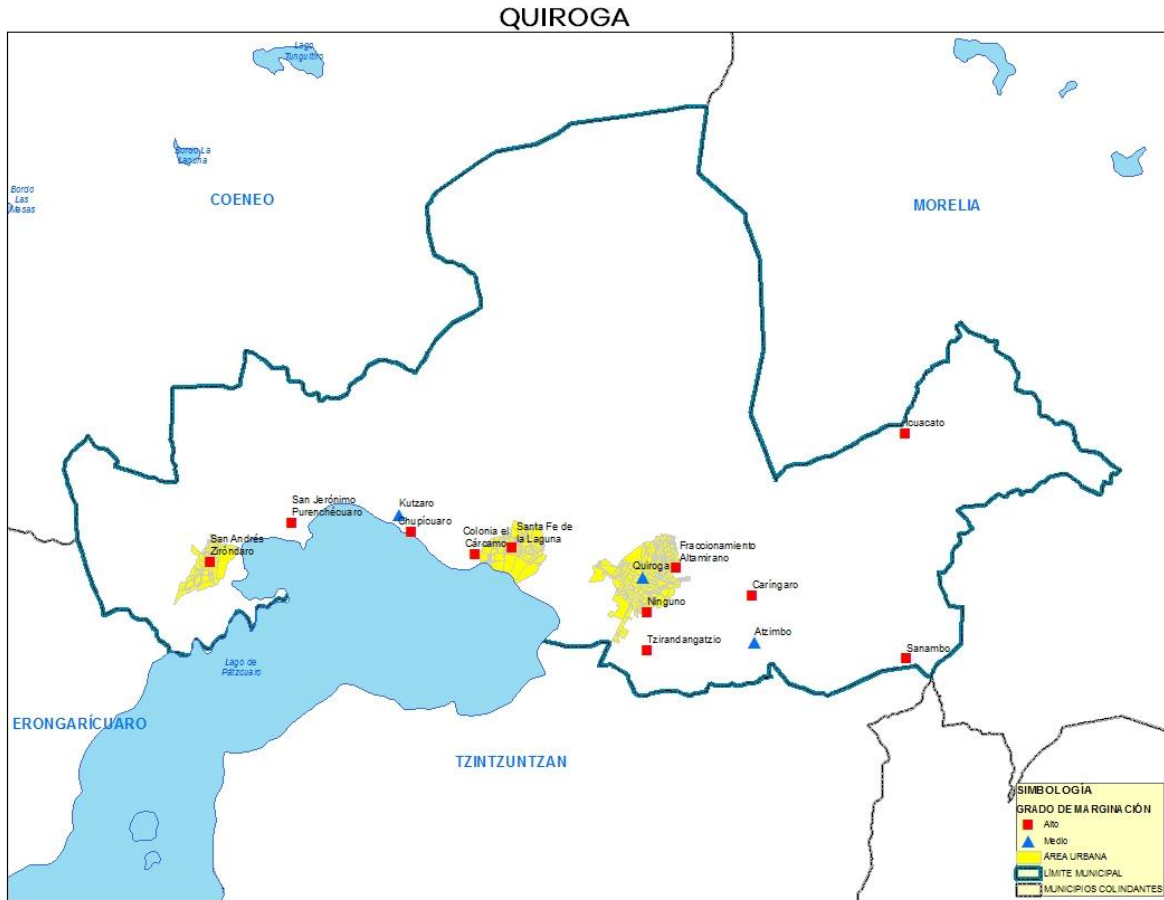 QUIROGA
Lago
Tunguitiro
Bordo La
Laguna
Bordo
Las
Masas
COENEO
MORELIA
Icuacato
San Jerónimo
Purenchécuaro
Kutzaro
Chupícuaro
Colonia el
Cárcamo
Santa Fe de
la Laguna
San Andrés
Ziróndaro
Fraccionamiento
Altamirano
Quiroga
Caríngaro
Ninguno
Atzimbo
Tzirandangatzio
Sanambo
Lago de
Pátzcuaro
ERONGARÍCUARO
TZINTZUNTZAN
SIMBOLOGÍA
GRADO DE MARGINACIÓN
Alto
Medio
ÁREA URBANA
LÍMITE MUNICIPAL
MUNICIPIOS COLINDANTES